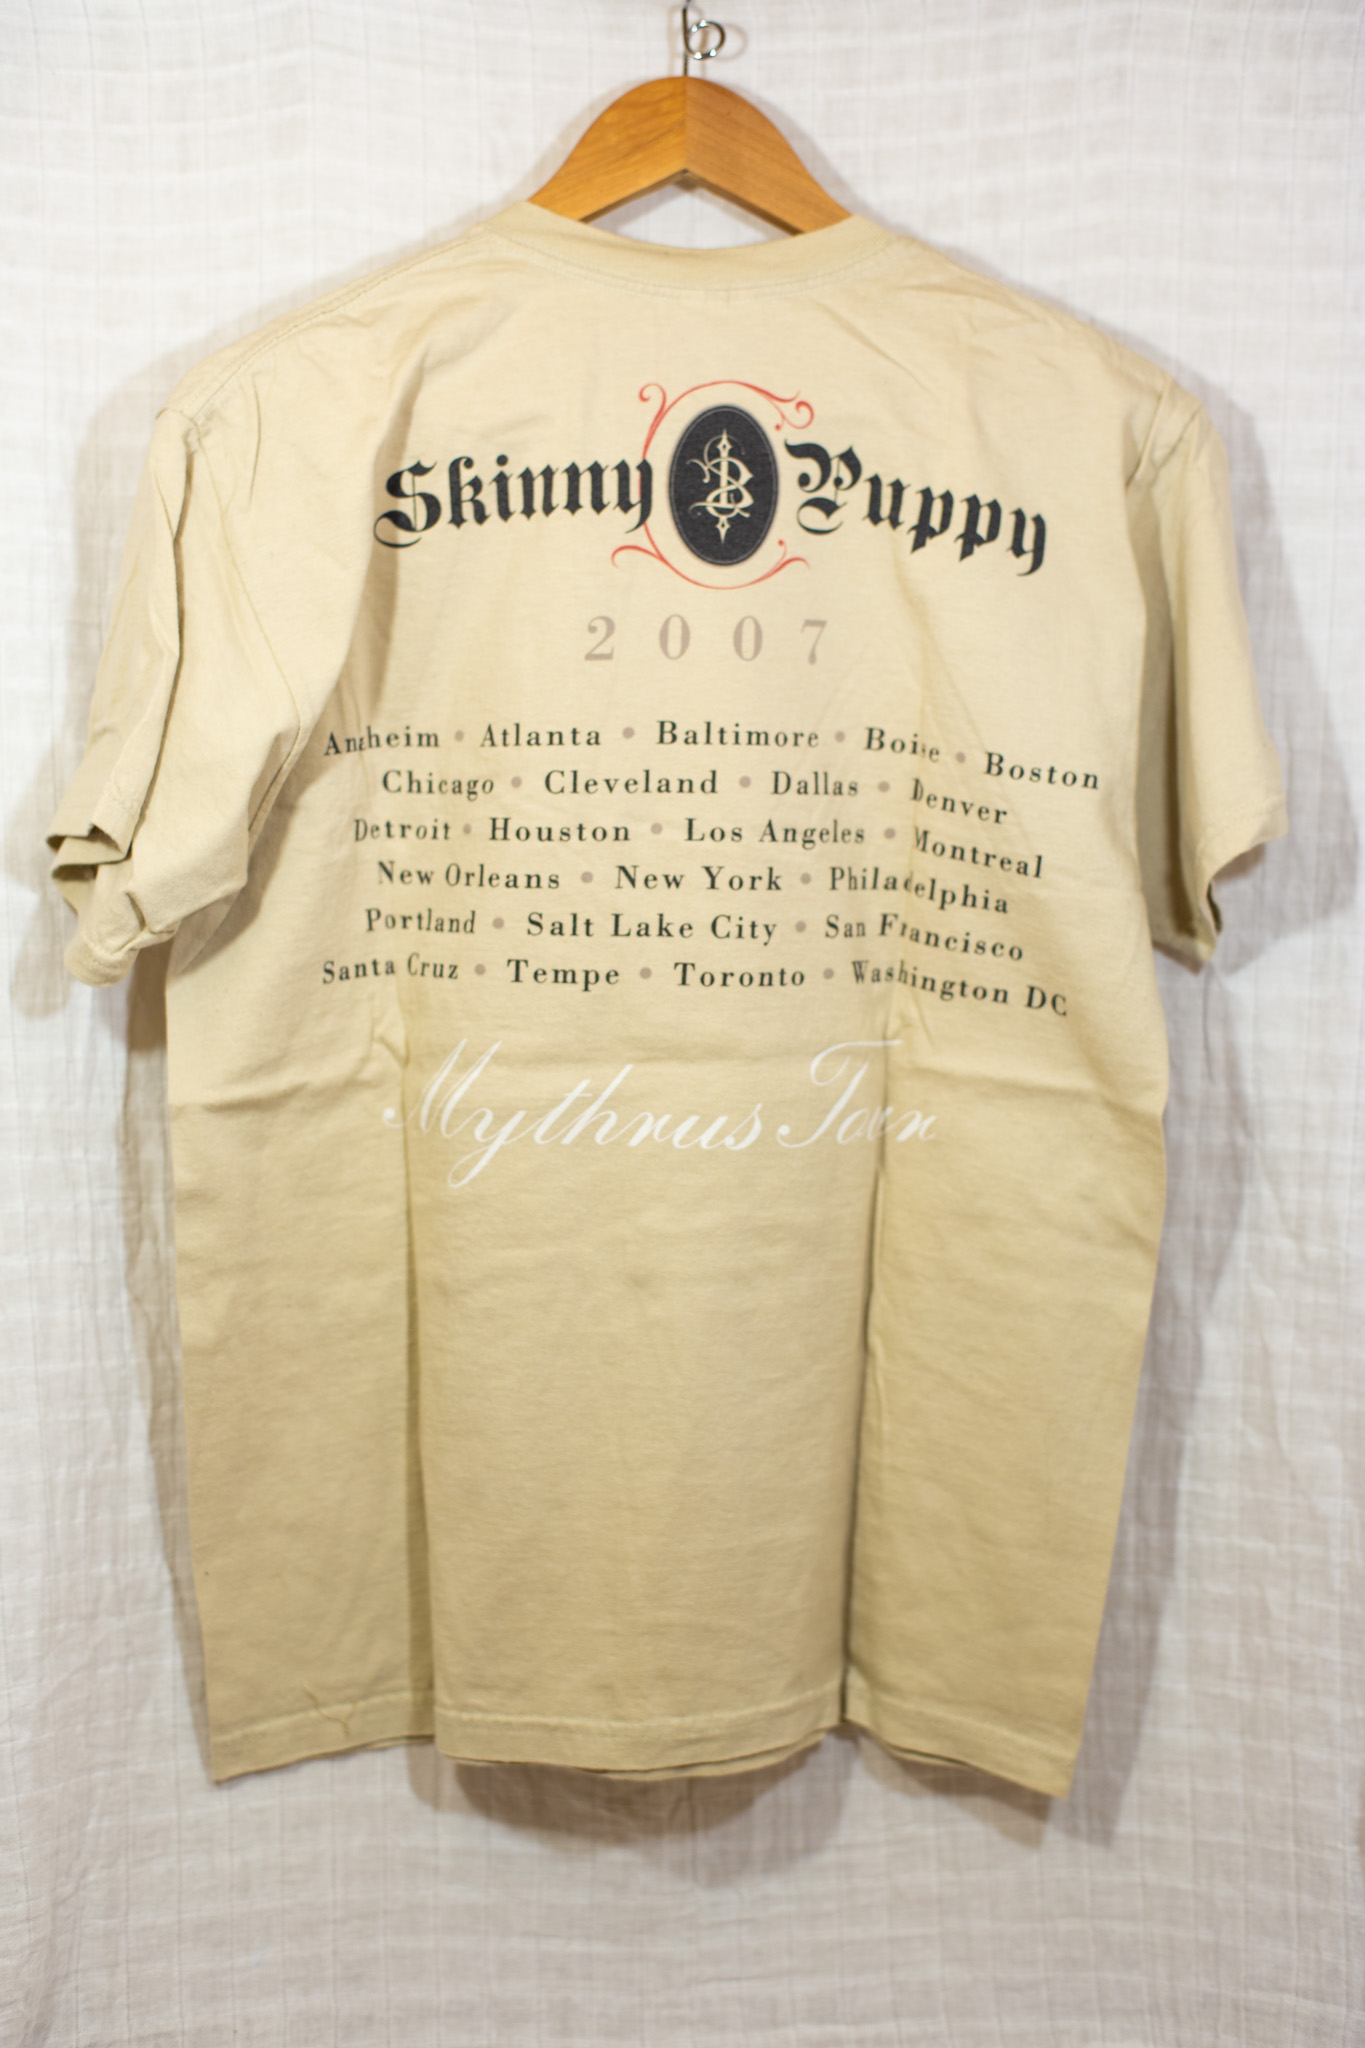 Skinny Puppy
2007
Anaheim • Atlanta • Baltimore • Boise • Boston
Chicago • Cleveland • Dallas • Denver
Detroit • Houston • Los Angeles • Montreal
New Orleans • New York • Philadelphia
Portland • Salt Lake City • San Francisco
Santa Cruz • Tempe • Toronto • Washington DC
Mythrus Tour